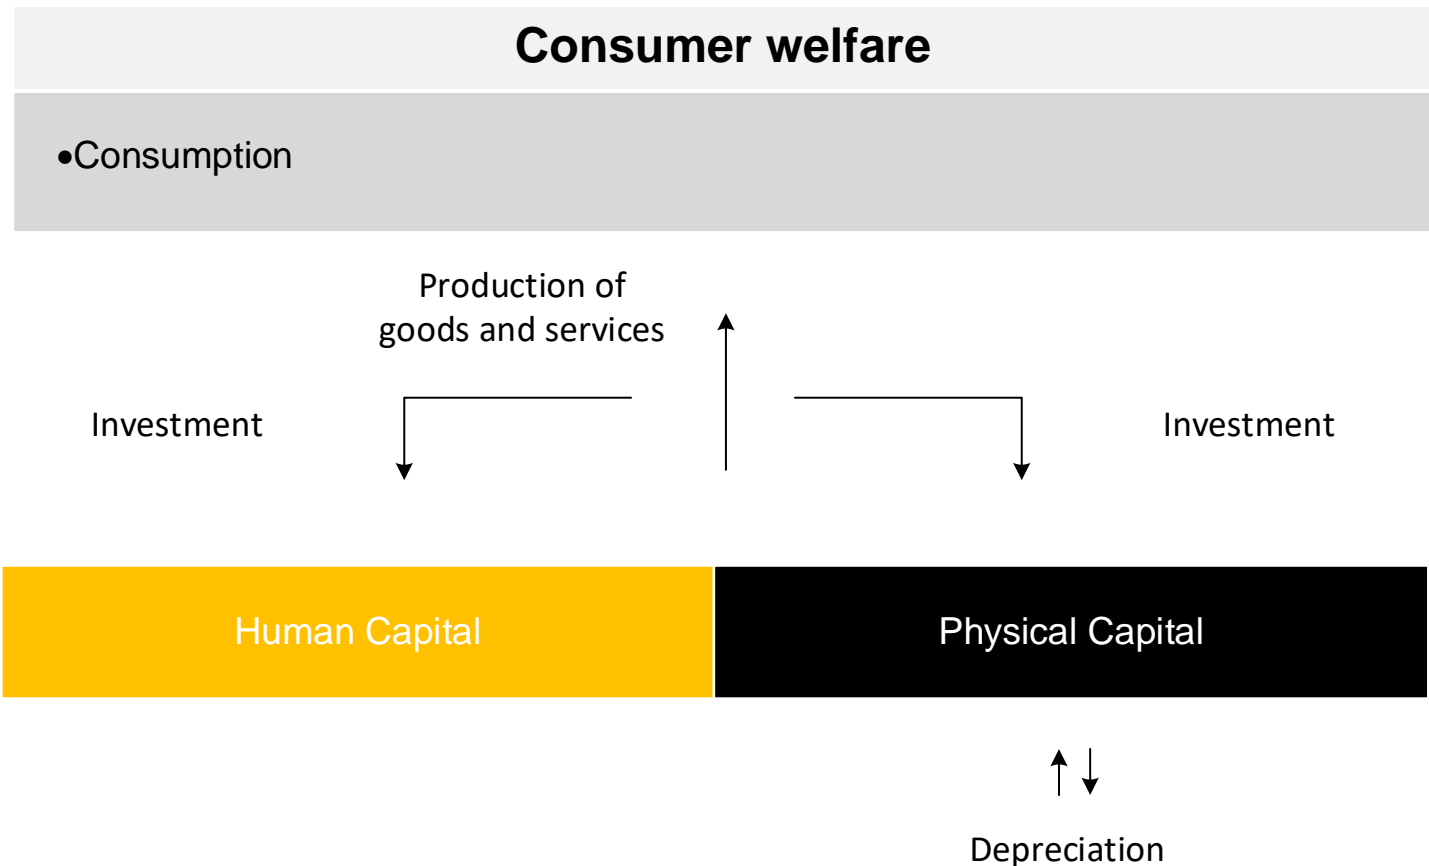 Consumer welfare
•Consumption
Production of
goods and services
Investment
Investment
Human Capital
Physical Capital
Depreciation